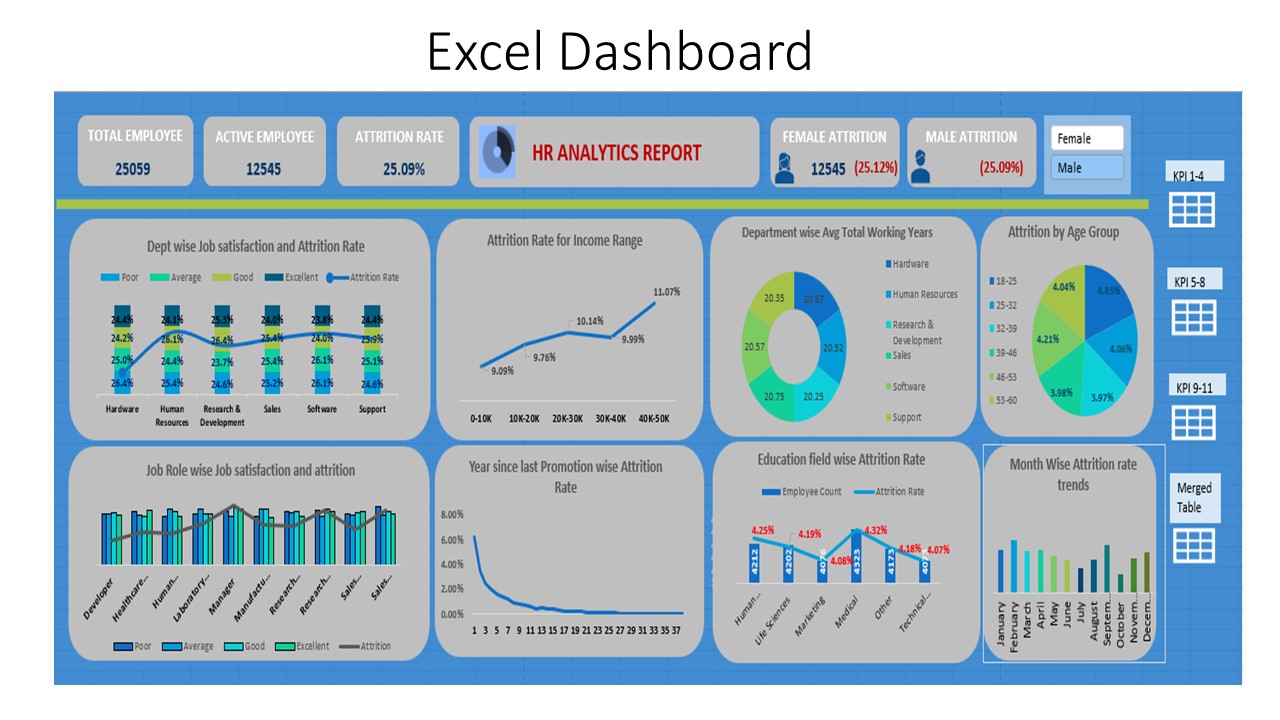 Excel Dashboard
TOTAL EMPLOYEE
25059
ACTIVE EMPLOYEE
12545
ATTRITION RATE
25.09%
HR ANALYTICS REPORT
FEMALE ATTRITION
12545 (25.12%)
MALE ATTRITION
(25.09%)
Female
Male
KPI 1-4
KPI 5-8
KPI 9-11
Merged
Table
Dept wise Job satisfaction and Attrition Rate
Poor Average Good Excellent Attrition Rate
24.4% 24.1% 25.3% 24.0% 23.8% 24.4%
24.2% 26.1% 26.4% 25.4% 24.0% 25.9%
25.0% 24.4% 23.7% 25.4% 26.1% 25.1%
26.4% 25.4% 24.6% 25.2% 26.1% 24.6%
Hardware Human Research & Sales Software Support
Resources Development
Attrition Rate for Income Range
11.07%
10.14%
9.99%
9.76%
9.09%
0-10K 10K-20K 20K-30K 30K-40K 40K-50K
Department wise Avg Total Working Years
Hardware
Human Resources
Research &
Development
Sales
Software
Support
20.35 20.67
20.57 20.52
20.75 20.25
Attrition by Age Group
18-25
25-32
32-39
39-46
46-53
53-60
4.04% 4.83%
4.21% 4.06%
3.98% 3.97%
Job Role wise Job satisfaction and attrition
Developer Healthcare... Human... Laboratory... Manager Manufactu... Research... Research... Sales... Sales...
Poor Average Good Excellent Attrition
Year since last Promotion wise Attrition
Rate
8.00%
6.00%
4.00%
2.00%
0.00%
1 3 5 7 9 11 13 15 17 19 21 23 25 27 29 31 33 35 37
Education field wise Attrition Rate
Employee Count Attrition Rate
4.25% 4.19% 4.08% 4.32% 4.18% 4.07%
4212 4202 4323 4173
Human... Life Sciences Marketing Medical Other Technical...
Month Wise Attrition rate
trends
January February March April May June July August Septem... October Novem... Decem...